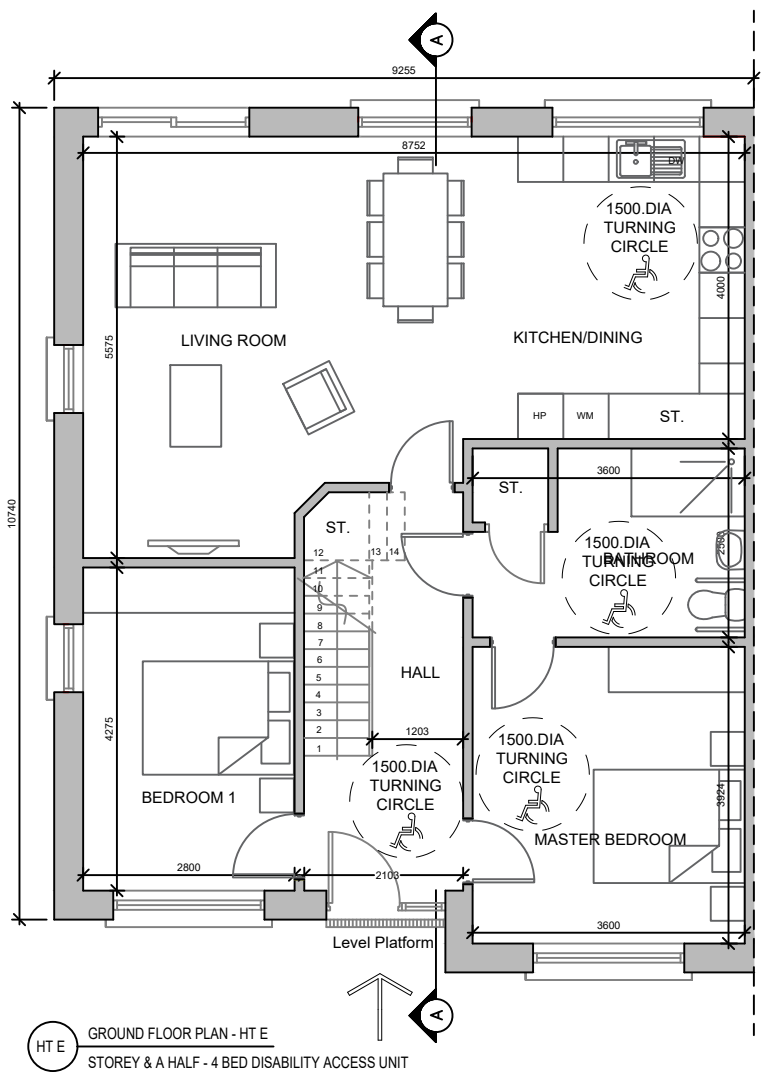 A
9255
8752
DW
1500.DIA
TURNING
CIRCLE
4000
5575
LIVING ROOM
KITCHEN/DINING
HP
WM
ST.
10740
3600
ST.
ST.
1500.DIA
TURNING
CIRCLE
BATHROOM
12
13
14
11
10
9
8
7
6
5
4
3
2
1
HALL
4275
1203
1500.DIA
TURNING
CIRCLE
1500.DIA
TURNING
CIRCLE
3924
BEDROOM 1
MASTER BEDROOM
2800
2103
3600
Level Platform
A
HT E
GROUND FLOOR PLAN - HT E
STOREY & A HALF - 4 BED DISABILITY ACCESS UNIT